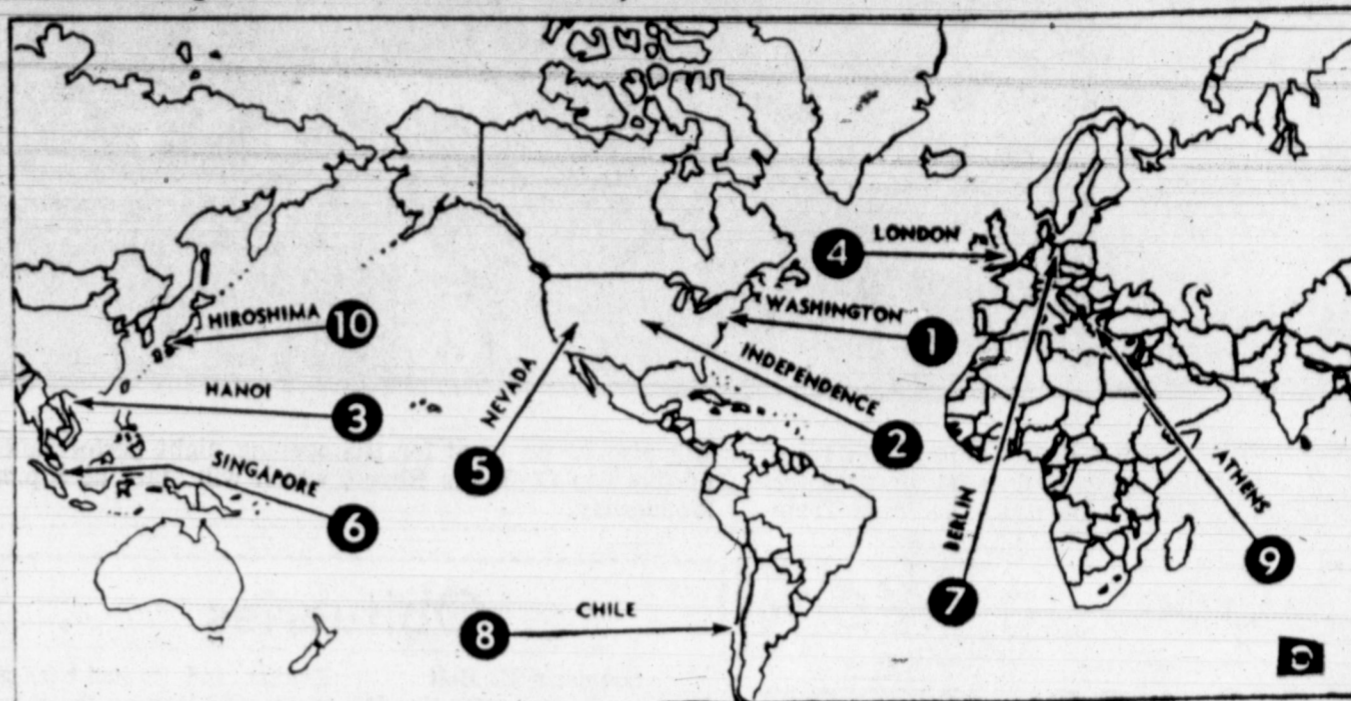 4 LONDON
WASHINGTON
1
HIROSHIMA
10
INDEPENDENCE
2
HANOI
3
NEVADA
5
SINGAPORE
6
BERLIN
7
ATHENS
9
CHILE
8